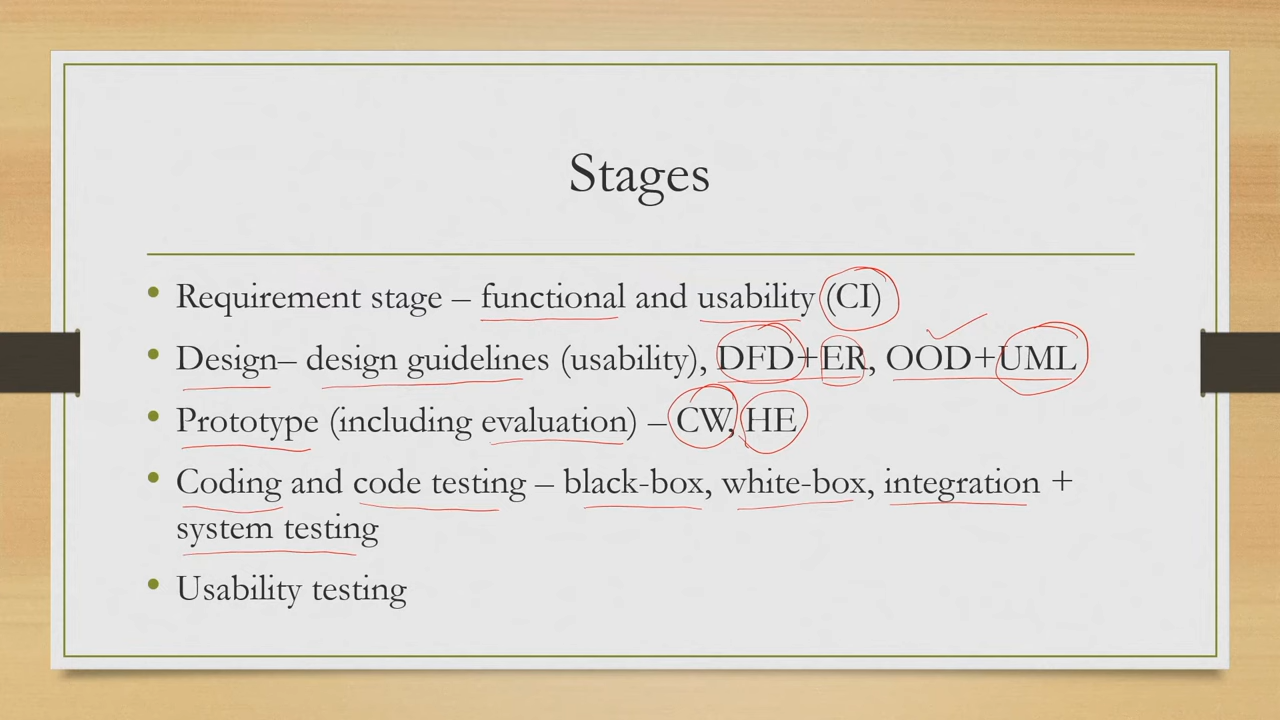 Stages
• Requirement stage – functional and usability (CI)
• Design– design guidelines (usability), DFD+ER, OOD+UML
• Prototype (including evaluation) – CW, HE
• Coding and code testing – black-box, white-box, integration +
system testing
• Usability testing